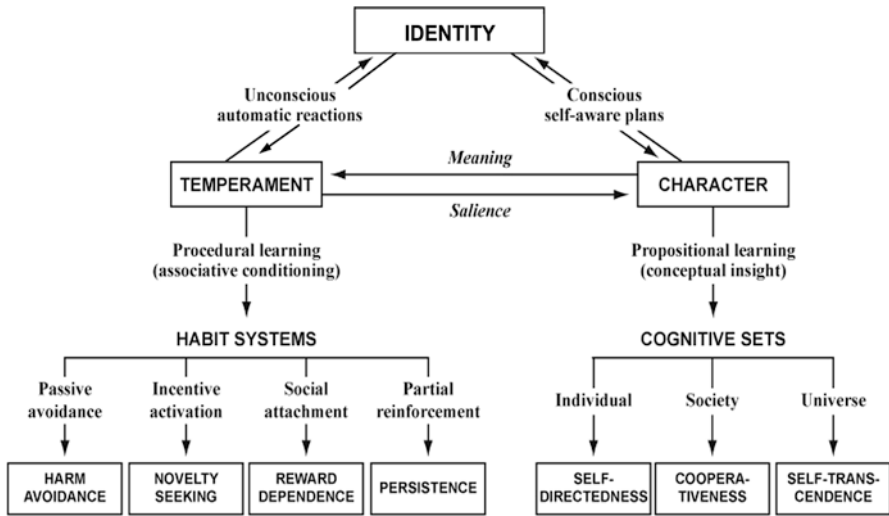 IDENTITY
Unconscious
automatic reactions
Conscious
self-aware plans
Meaning
TEMPERAMENT
CHARACTER
Salience
Procedural learning
(associative conditioning)
Propositional learning
(conceptual insight)
HABIT SYSTEMS
COGNITIVE SETS
Passive
avoidance
Incentive
activation
Social
attachment
Partial
reinforcement
Individual
Society
Universe
HARM
AVOIDANCE
NOVELTY
SEEKING
REWARD
DEPENDENCE
PERSISTENCE
SELF-
DIRECTEDNESS
COOPERA-
TIVENESS
SELF-TRANS-
CENDENCE